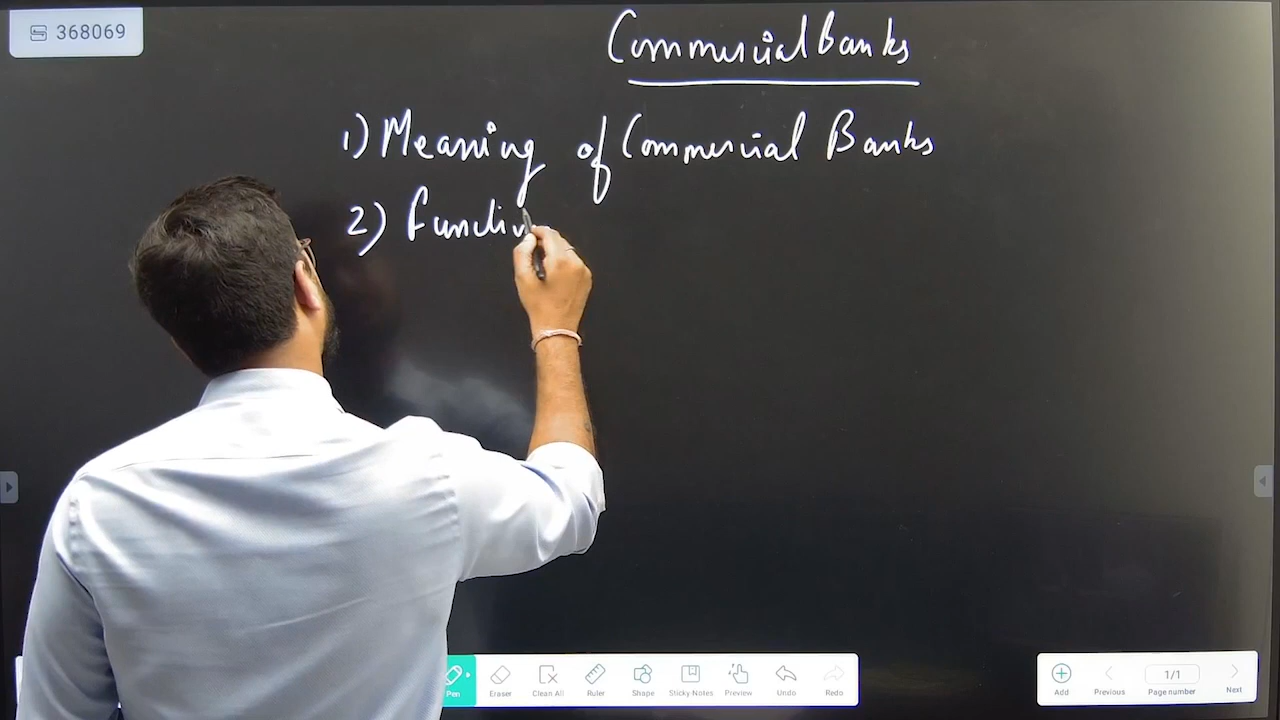 368069
Commercial Banks
1) Meaning of Commercial Banks
2) Functi
Pen Eraser Clean All Ruler Shape Sticky Notes Preview Undo Redo
Add Previous 1/1 Page number Next